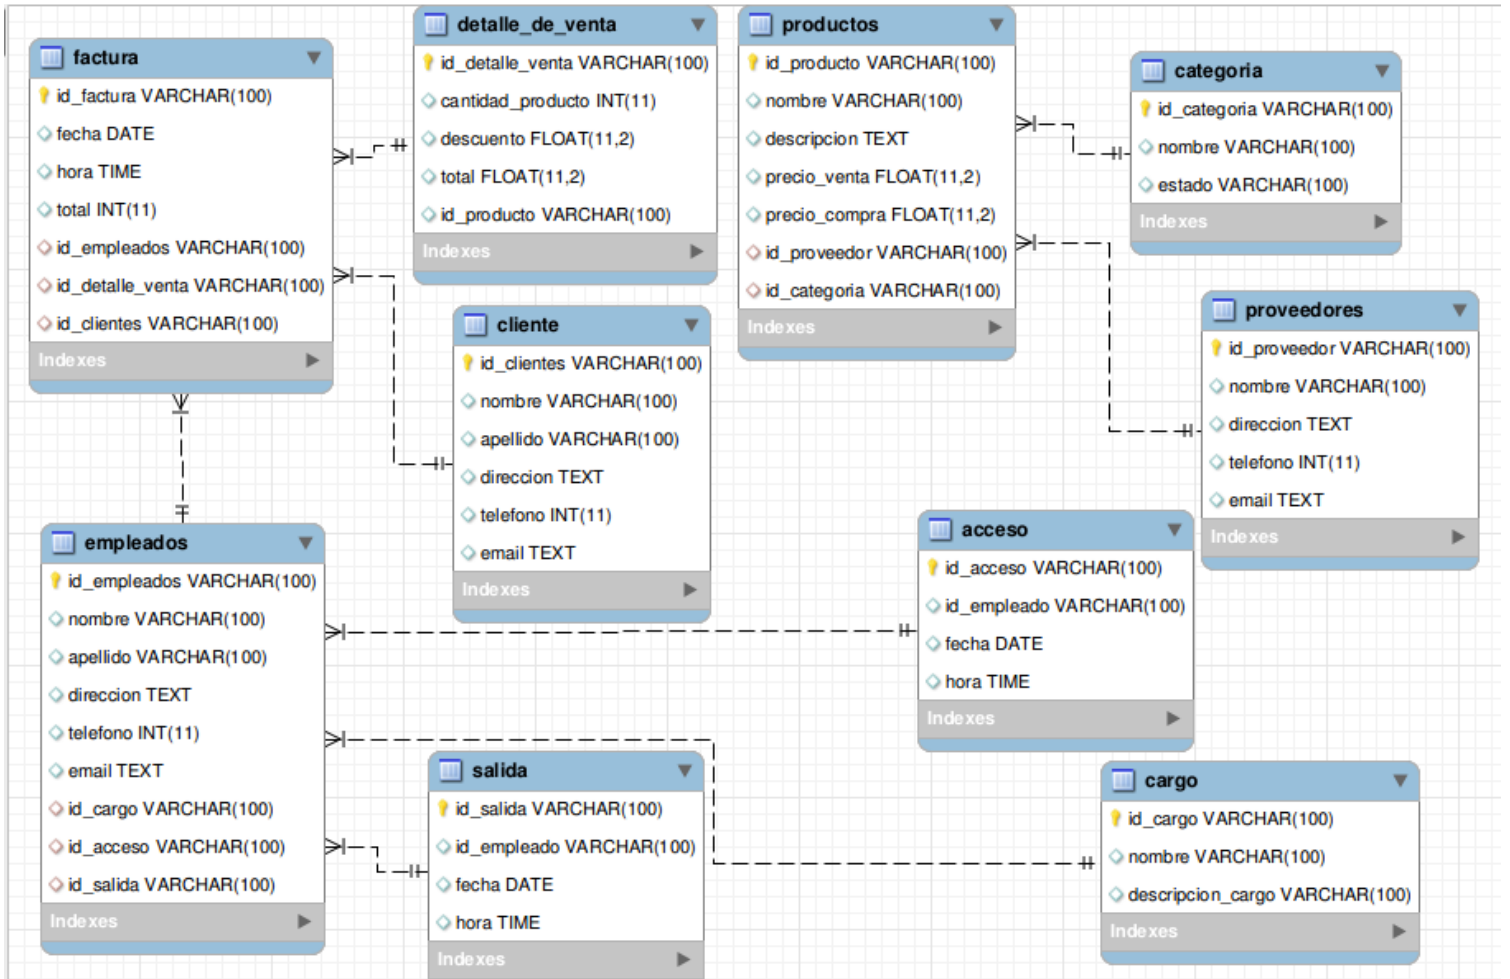 factura
id_factura VARCHAR(100)
fecha DATE
hora TIME
total INT(11)
id_empleados VARCHAR(100)
id_detalle_venta VARCHAR(100)
id_clientes VARCHAR(100)
Indexes
detalle_de_venta
id_detalle_venta VARCHAR(100)
cantidad_producto INT(11)
descuento FLOAT(11,2)
total FLOAT(11,2)
id_producto VARCHAR(100)
Indexes
productos
id_producto VARCHAR(100)
nombre VARCHAR(100)
descripcion TEXT
precio_venta FLOAT(11,2)
precio_compra FLOAT(11,2)
id_proveedor VARCHAR(100)
id_categoria VARCHAR(100)
Indexes
categoria
id_categoria VARCHAR(100)
nombre VARCHAR(100)
estado VARCHAR(100)
Indexes
cliente
id_clientes VARCHAR(100)
nombre VARCHAR(100)
apellido VARCHAR(100)
direccion TEXT
telefono INT(11)
email TEXT
Indexes
proveedores
id_proveedor VARCHAR(100)
nombre VARCHAR(100)
direccion TEXT
telefono INT(11)
email TEXT
Indexes
empleados
id_empleados VARCHAR(100)
nombre VARCHAR(100)
apellido VARCHAR(100)
direccion TEXT
telefono INT(11)
email TEXT
id_cargo VARCHAR(100)
id_acceso VARCHAR(100)
id_salida VARCHAR(100)
Indexes
acceso
id_acceso VARCHAR(100)
id_empleado VARCHAR(100)
fecha DATE
hora TIME
Indexes
salida
id_salida VARCHAR(100)
id_empleado VARCHAR(100)
fecha DATE
hora TIME
Indexes
cargo
id_cargo VARCHAR(100)
nombre VARCHAR(100)
descripcion_cargo VARCHAR(100)
Indexes